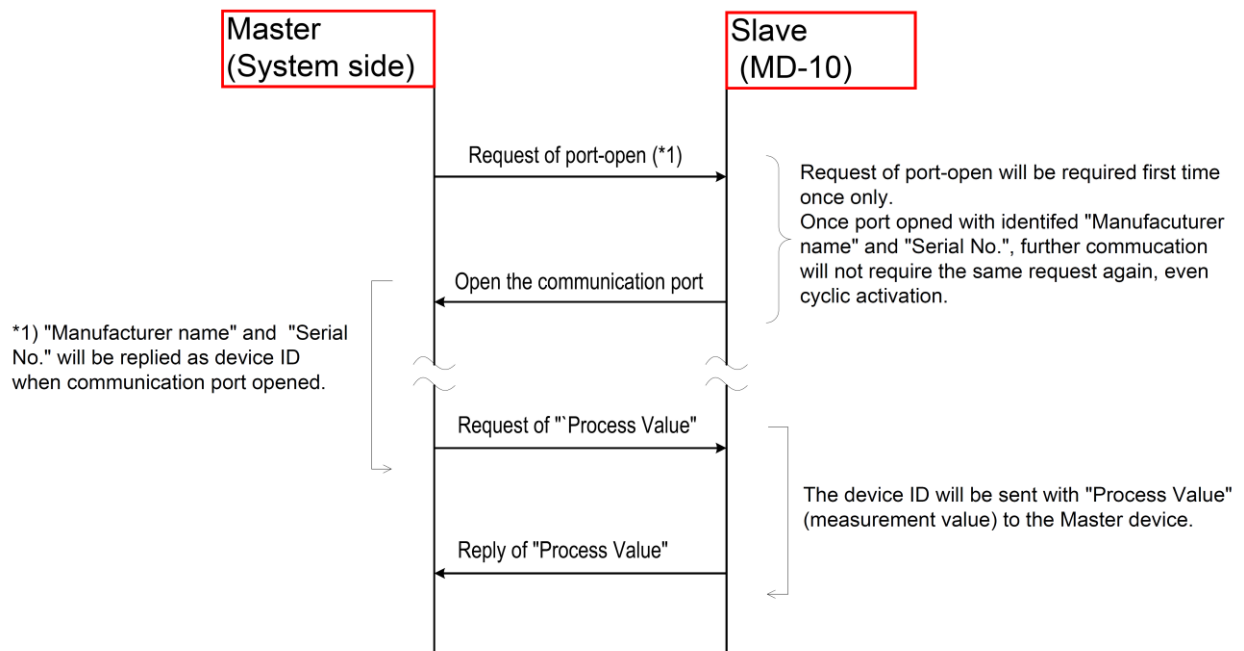 Master
(System side)
Slave
(MD-10)
Request of port-open (*1)
Request of port-open will be required first time
once only.
Once port opned with identifed "Manufacuturer
name" and "Serial No.", further commucation
will not require the same request again, even
cyclic activation.
Open the communication port
*1) "Manufacturer name" and "Serial
No." will be replied as device ID
when communication port opened.
Request of "`Process Value"
The device ID will be sent with "Process Value"
(measurement value) to the Master device.
Reply of "Process Value"